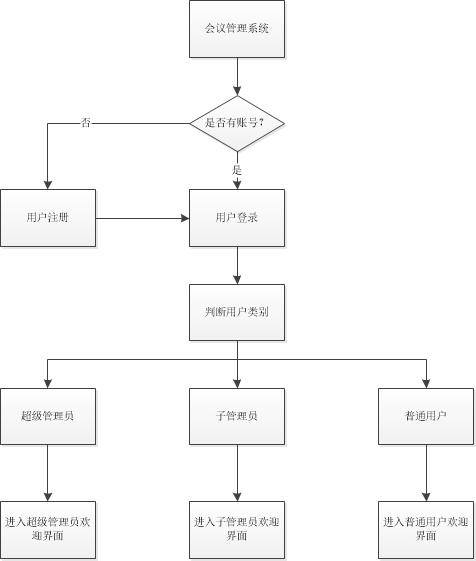 会议管理系统
是否有账号？
否
是
用户注册
用户登录
判断用户类别
超级管理员
子管理员
普通用户
进入超级管理员欢
迎界面
进入子管理员欢迎
界面
进入普通用户欢迎
界面